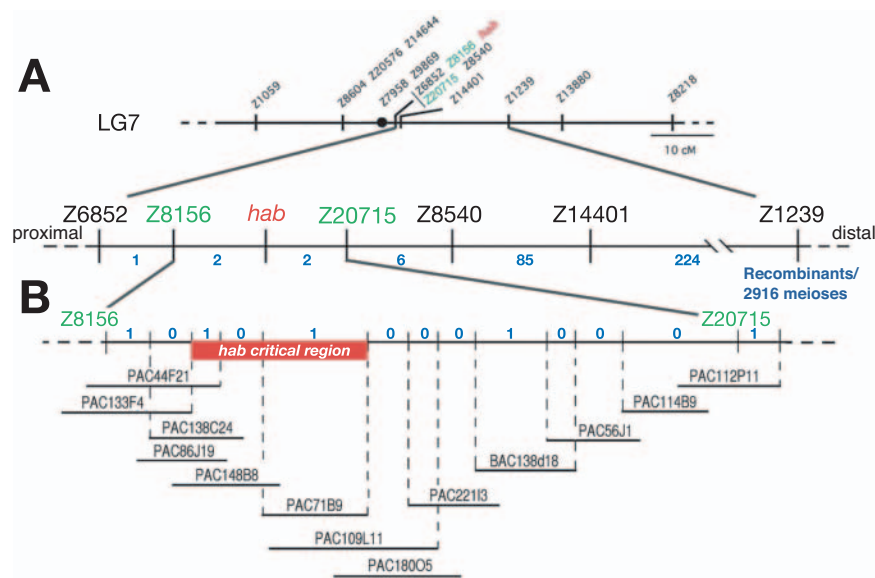 A
Z1059
Z8604
Z20576
Z14644
Z7958
Z9869
Z6852
Z8156
hab
Z20715
Z8540
Z14401
Z1239
Z13880
Z8218
LG7
10 cM
Z6852 Z8156 hab Z20715 Z8540 Z14401 Z1239
proximal distal
1 2 2 6 85 224
Recombinants/
2916 meioses
B
Z8156 Z20715
1 0 1 0 1 0 0 0 1 0 0 0 1
hab critical region
PAC44F21 PAC112P11
PAC133F4 PAC114B9
PAC138C24 PAC56J1
PAC86J19 BAC138d18
PAC148B8
PAC71B9 PAC221I3
PAC109L11
PAC180O5